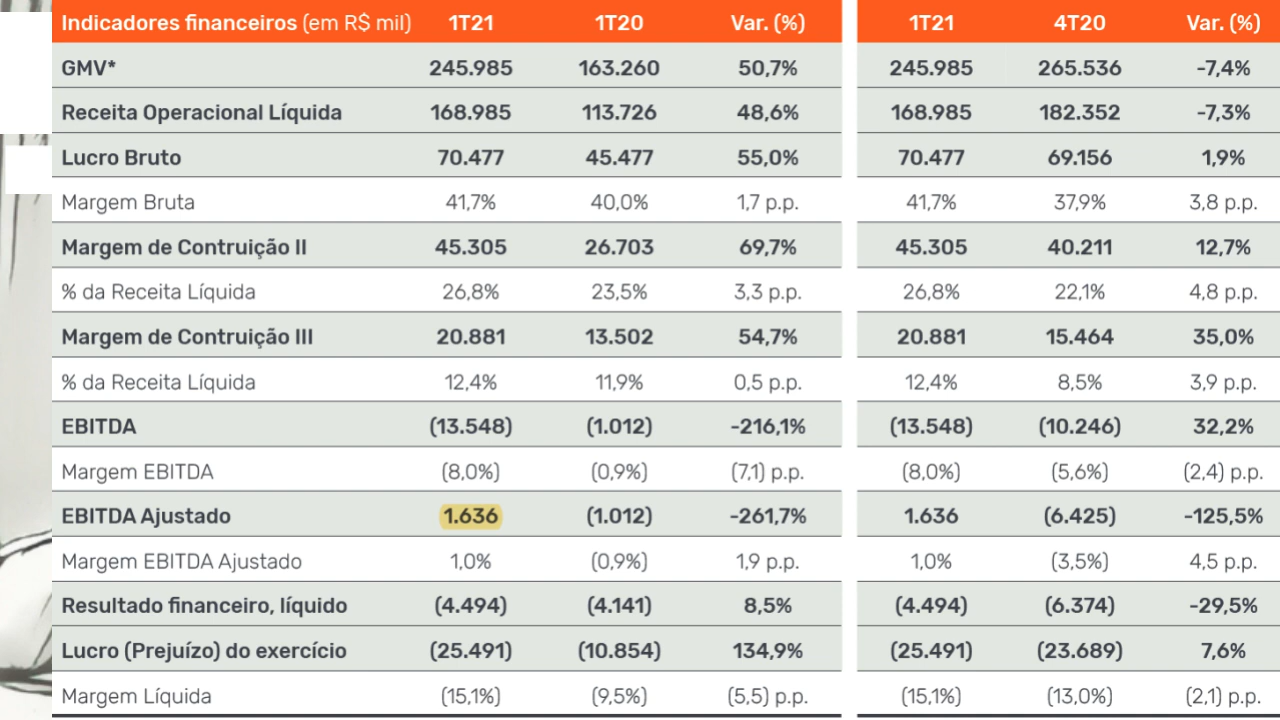 Indicadores financeiros (em R$ mil) 1T21 1T20 Var. (%) 1T21 4T20 Var. (%)
GMV* 245.985 163.260 50,7% 245.985 265.536 -7,4%
Receita Operacional Líquida 168.985 113.726 48,6% 168.985 182.352 -7,3%
Lucro Bruto 70.477 45.477 55,0% 70.477 69.156 1,9%
Margem Bruta 41,7% 40,0% 1,7 p.p. 41,7% 37,9% 3,8 p.p.
Margem de Contruição II 45.305 26.703 69,7% 45.305 40.211 12,7%
% da Receita Líquida 26,8% 23,5% 3,3 p.p. 26,8% 22,1% 4,8 p.p.
Margem de Contruição III 20.881 13.502 54,7% 20.881 15.464 35,0%
% da Receita Líquida 12,4% 11,9% 0,5 p.p. 12,4% 8,5% 3,9 p.p.
EBITDA (13.548) (1.012) -216,1% (13.548) (10.246) 32,2%
Margem EBITDA (8,0%) (0,9%) (7,1) p.p. (8,0%) (5,6%) (2,4) p.p.
EBITDA Ajustado 1.636 (1.012) -261,7% 1.636 (6.425) -125,5%
Margem EBITDA Ajustado 1,0% (0,9%) 1,9 p.p. 1,0% (3,5%) 4,5 p.p.
Resultado financeiro, líquido (4.494) (4.141) 8,5% (4.494) (6.374) -29,5%
Lucro (Prejuízo) do exercício (25.491) (10.854) 134,9% (25.491) (23.689) 7,6%
Margem Líquida (15,1%) (9,5%) (5,5) p.p. (15,1%) (13,0%) (2,1) p.p.